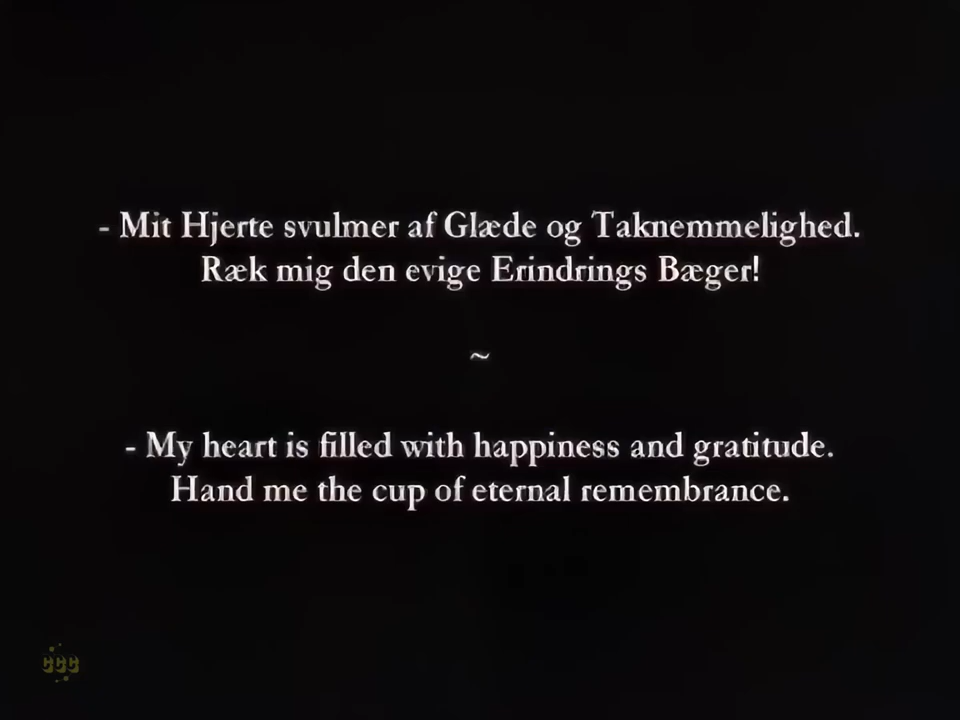 - Mit Hjerte svulmer af Glæde og Taknemmelighed.
Ræk mig den evige Erindrings Bæger!
~
- My heart is filled with happiness and gratitude.
Hand me the cup of eternal remembrance.
CCC